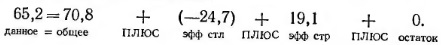 65,2 = 70,8 + (—24,7) + 19,1 + 0.
данное = общее ПЛЮС эфф стл ПЛЮС эфф стр ПЛЮС остаток